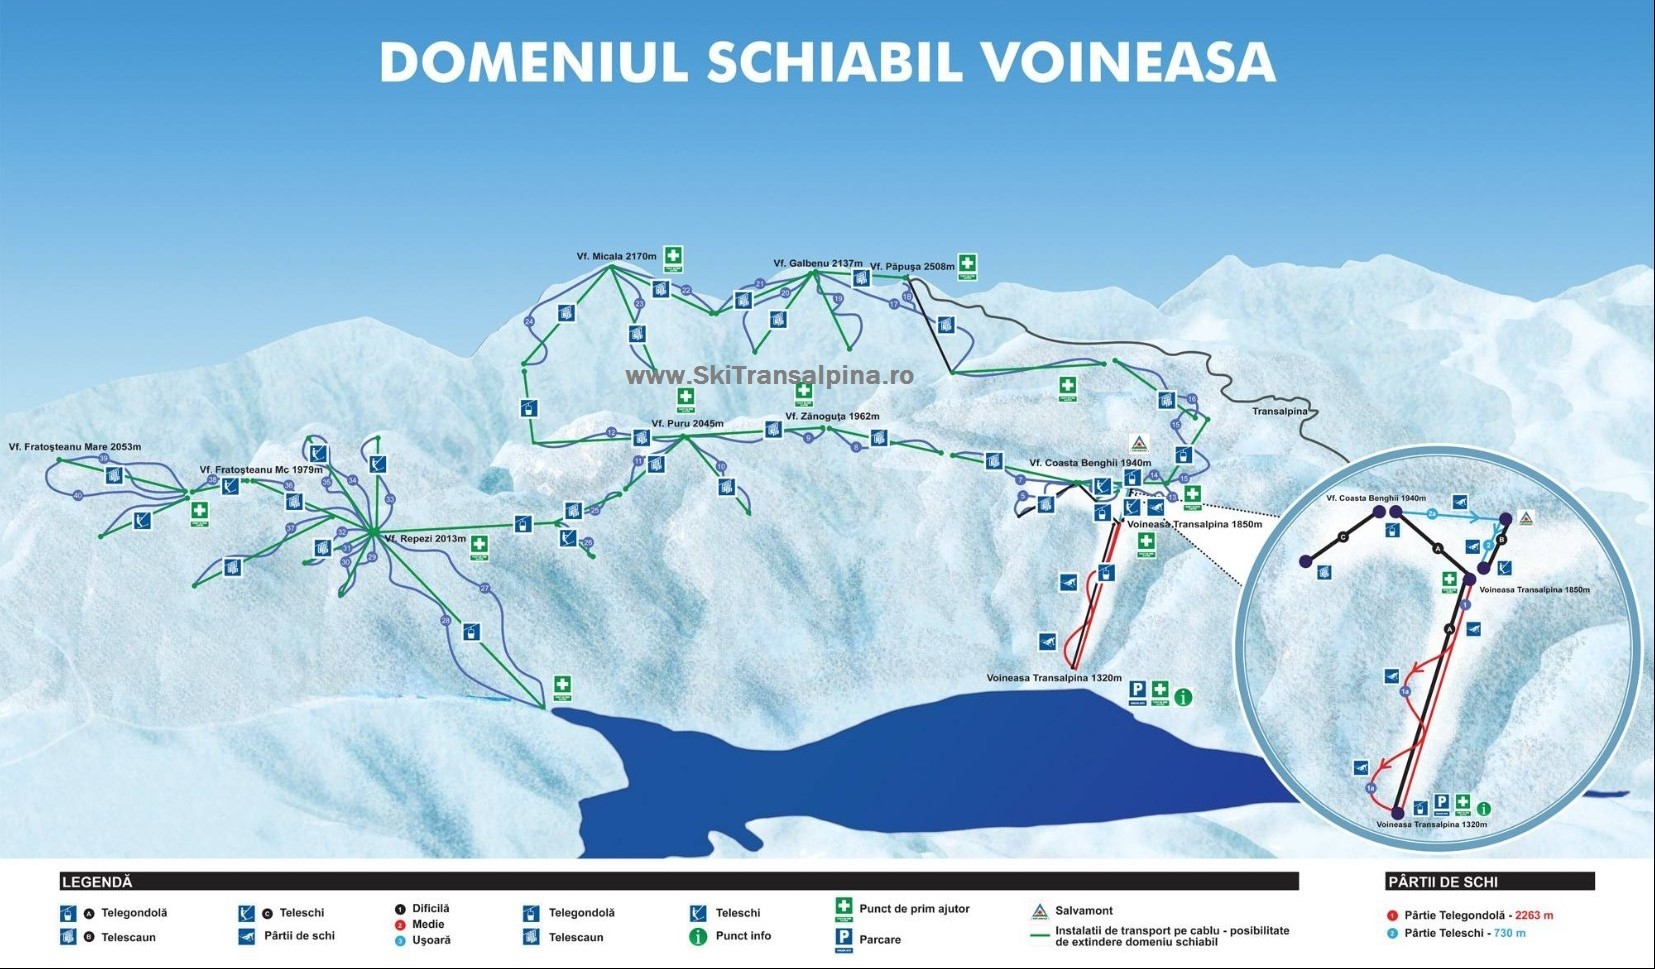 DOMENIUL SCHIABIL VOINEASA
Vf. Micaia 2170m
Vf. Galbenu 2137m
Vf. Păpuşa 2508m
www.SkiTransalpina.ro
Vf. Puru 2045m
Vf. Zănoguţa 1962m
Transalpina
Vf. Fratoşteanu Mare 2053m
Vf. Fratoşteanu Mc 1979m
Vf. Coasta Benghii 1940m
Voineasa Transalpina 1850m
Vf. Repezi 2013m
Voineasa Transalpina 1320m
Vf. Coasta Benghii 1940m
Voineasa Transalpina 1850m
Voineasa Transalpina 1320m
LEGENDĂ
A Telegondolă
B Telescaun
C Teleschi
Pârtii de schi
1 Dificilă
2 Medie
3 Uşoară
Telegondolă
Telescaun
Teleschi
i Punct info
Punct de prim ajutor
P Parcare
Salvamont
Instalatii de transport pe cablu - posibilitate
de extindere domeniu schiabil
PÂRTII DE SCHI
1 Pârtie Telegondolă - 2263 m
2 Pârtie Teleschi - 730 m